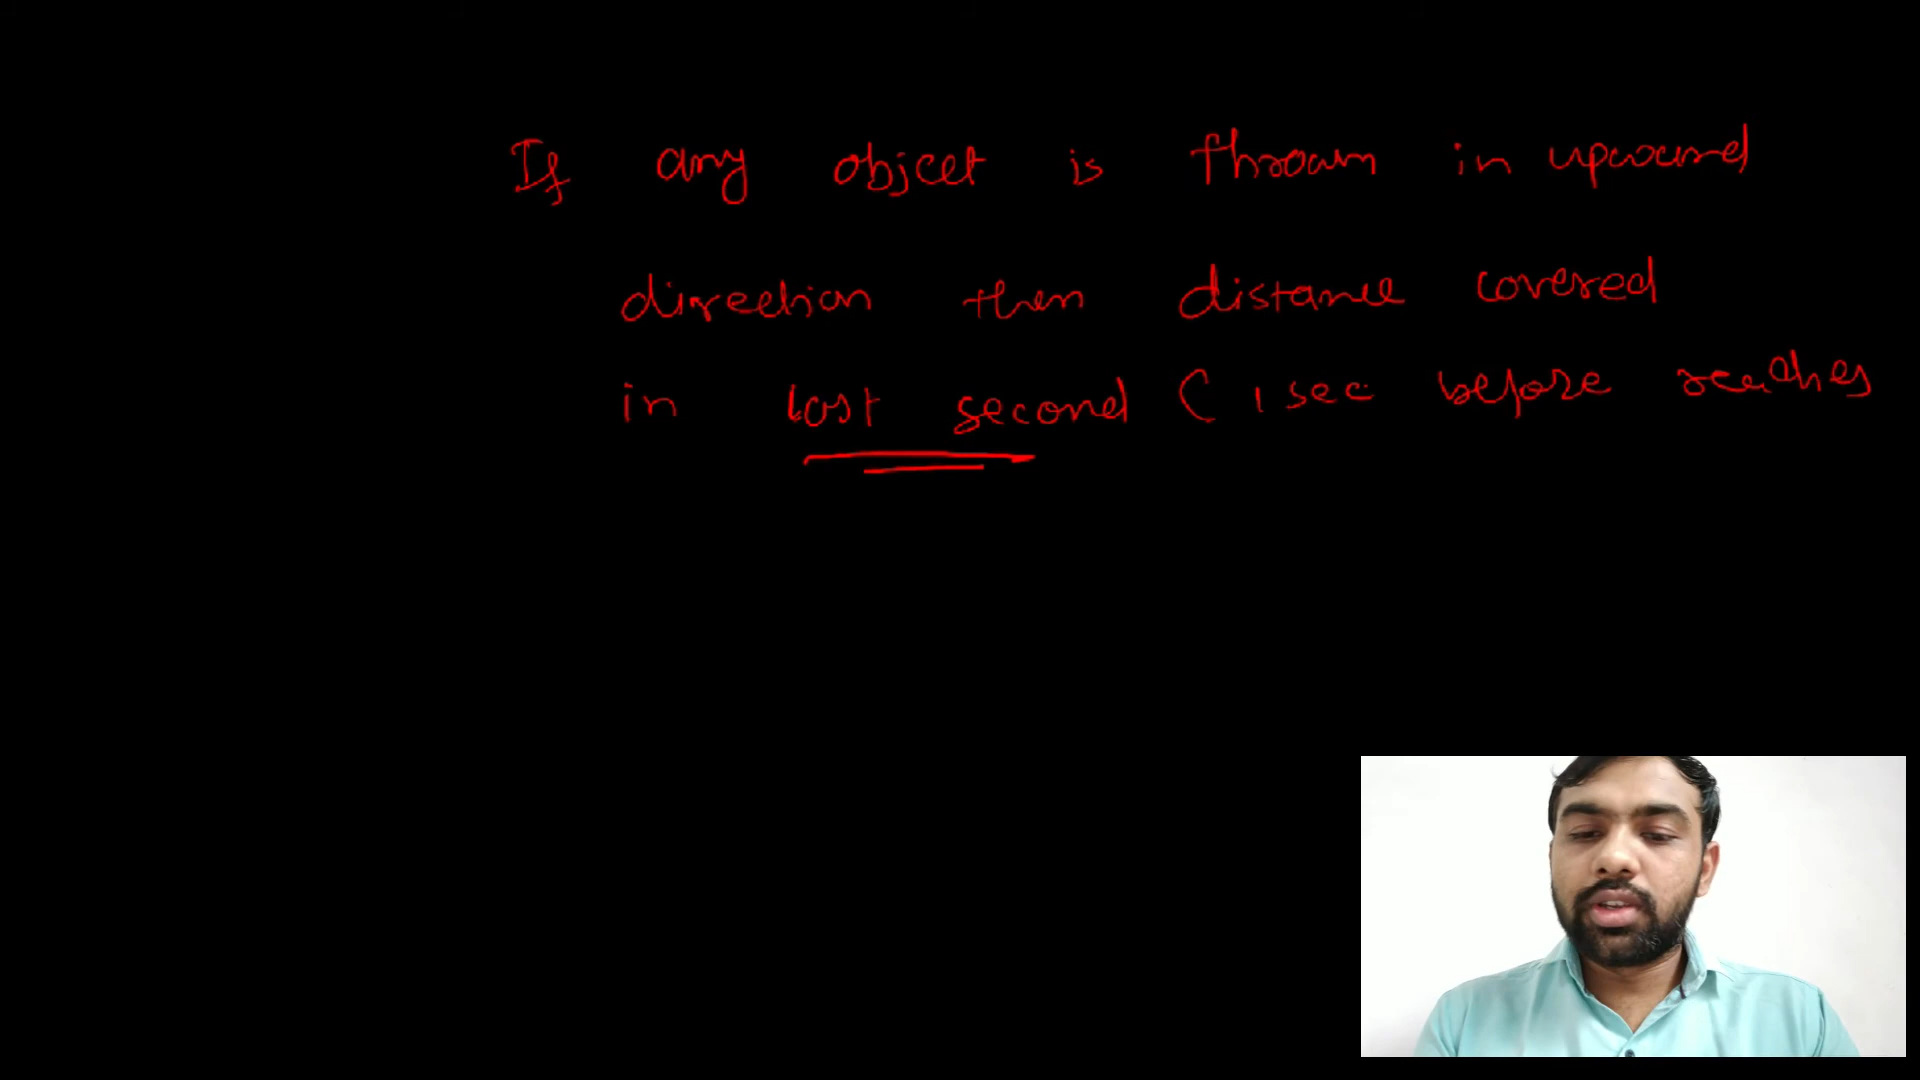 If any object is thrown in upward
direction then distance covered
in last second ( 1 sec before reaches